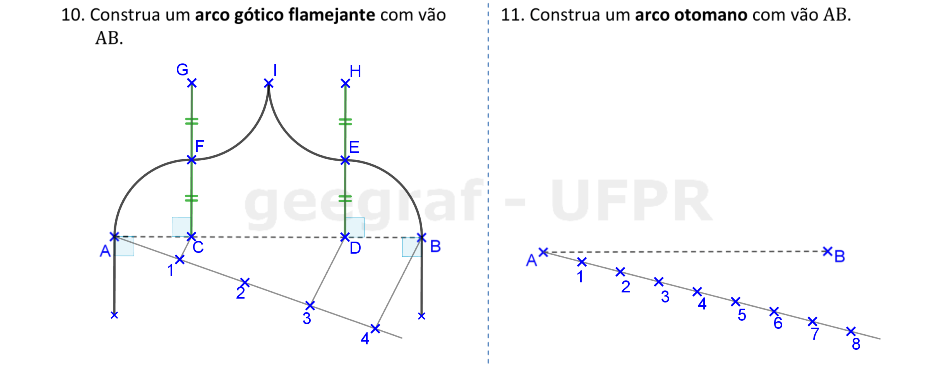 10. Construa um arco gótico flamejante com vão
AB.
G I H
F E
A C D B
1
2
3
4
11. Construa um arco otomano com vão AB.
A B
1
2
3
4
5
6
7
8
geegraf - UFPR